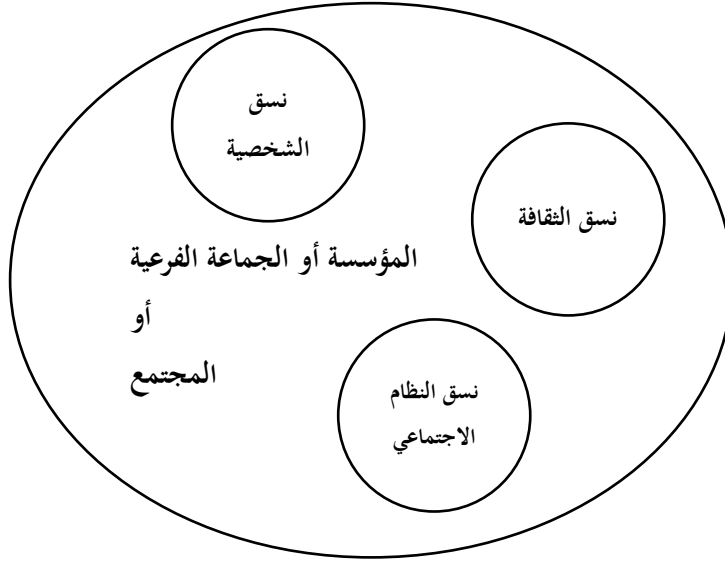 نسق
الشخصية
نسق الثقافة
المؤسسة أو الجماعة الفرعية
أو
المجتمع
نسق النظام
الاجتماعي